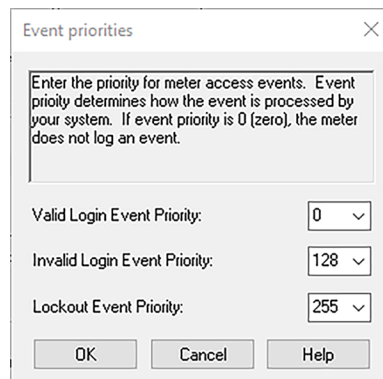 Event priorities
Enter the priority for meter access events. Event
prioity determines how the event is processed by
your system. If event priority is 0 (zero), the meter
does not log an event.
Valid Login Event Priority: 0
Invalid Login Event Priority: 128
Lockout Event Priority: 255
OK Cancel Help